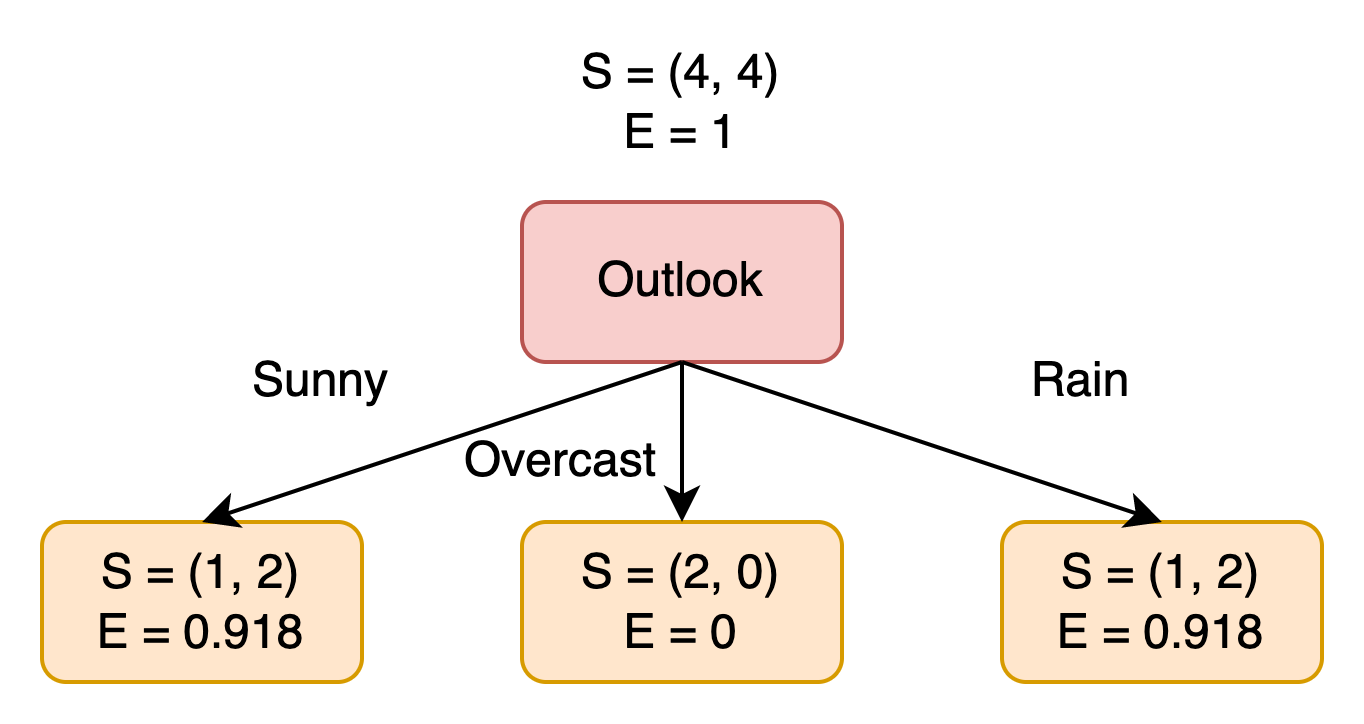 S = (4, 4)
E = 1
Outlook
Sunny
Rain
Overcast
S = (1, 2)
E = 0.918
S = (2, 0)
E = 0
S = (1, 2)
E = 0.918